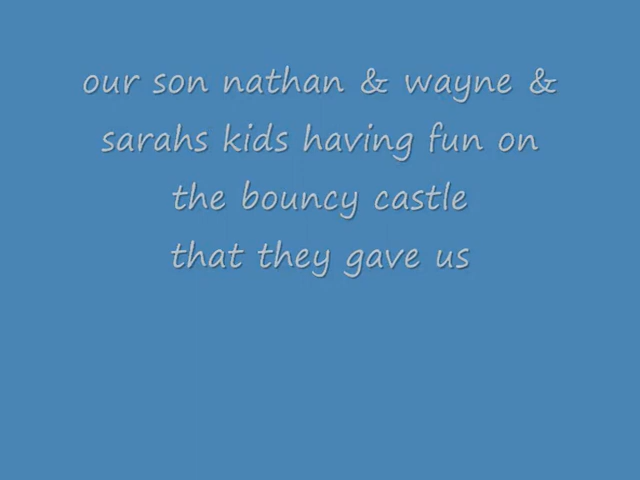 our son nathan & wayne &
sarahs kids having fun on
the bouncy castle
that they gave us